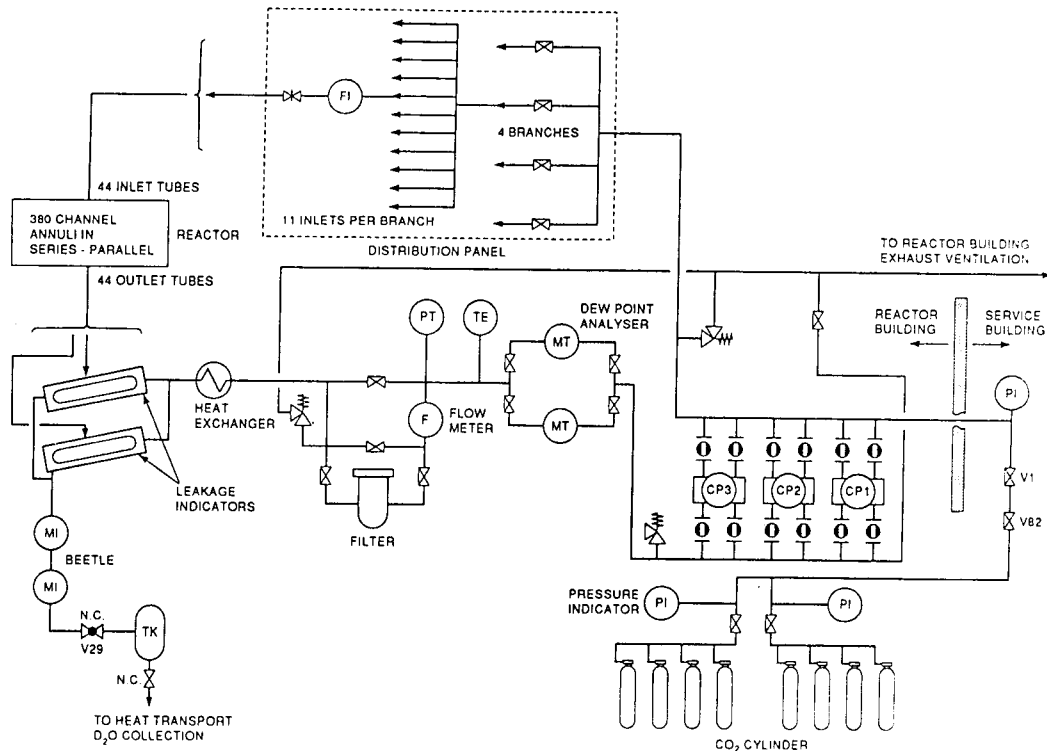 FI
4 BRANCHES
11 INLETS PER BRANCH
DISTRIBUTION PANEL
44 INLET TUBES
380 CHANNEL
ANNULI IN
SERIES - PARALLEL
REACTOR
44 OUTLET TUBES
TO REACTOR BUILDING
EXHAUST VENTILATION
REACTOR
BUILDING
SERVICE
BUILDING
PT
TE
DEW POINT
ANALYSER
MT
MT
HEAT
EXCHANGER
F
FLOW
METER
FILTER
LEAKAGE
INDICATORS
PI
V1
V82
CP3
CP2
CP1
MI
BEETLE
MI
N.C.
V29
TK
N.C.
TO HEAT TRANSPORT
D₂O COLLECTION
PRESSURE
INDICATOR
PI
PI
CO₂ CYLINDER